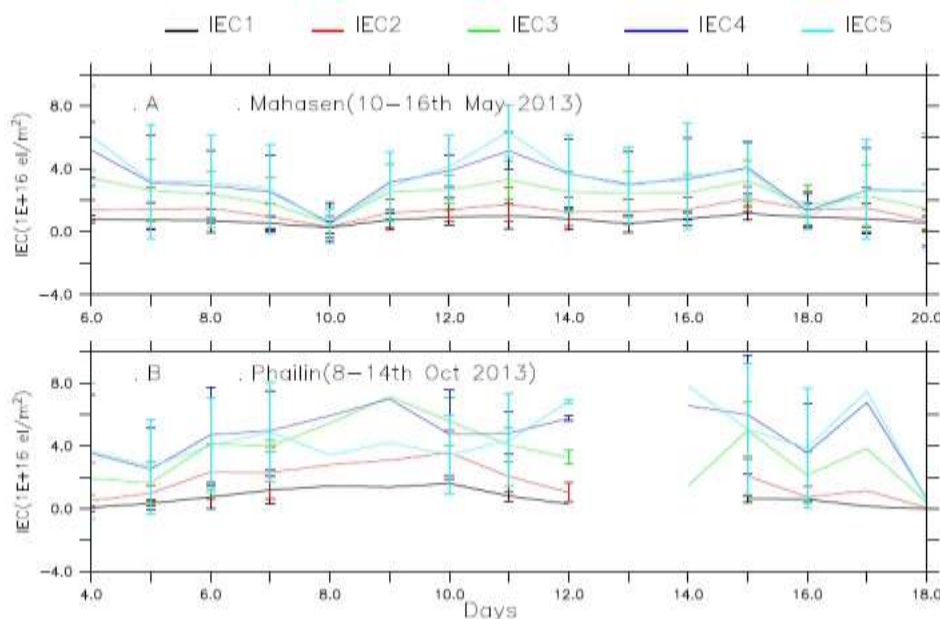 IEC1 IEC2 IEC3 IEC4 IEC5
. A . Mahasen(10-16th May 2013)
IEC(1E+16 el/m²)
8.0
4.0
0.0
-4.0
6.0 8.0 10.0 12.0 14.0 16.0 18.0 20.0
. B . Phailin(8-14th Oct 2013)
IEC(1E+16 el/m²)
8.0
4.0
0.0
-4.0
4.0 6.0 8.0 10.0 12.0 14.0 16.0 18.0
Days